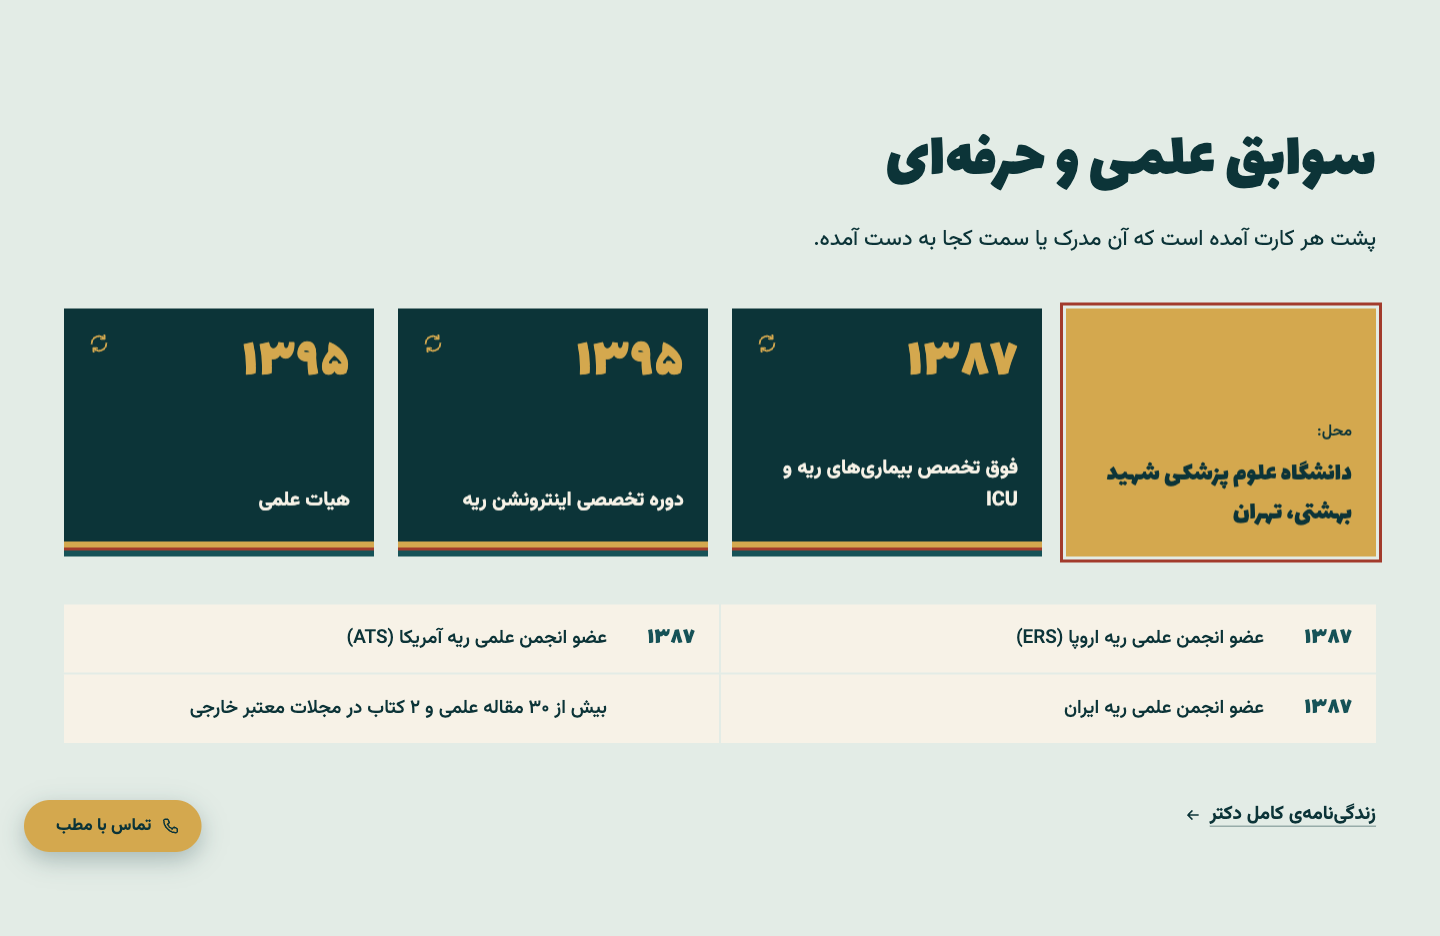 سوابق علمی و حرفه‌ای
پشت هر کارت آمده است که آن مدرک یا سمت کجا به دست آمده.
محل:
دانشگاه علوم پزشکی شهید
بهشتی، تهران
۱۳۸۷
فوق تخصص بیماری‌های ریه و
ICU
۱۳۹۵
دوره تخصصی اینترونشن ریه
۱۳۹۵
هیات علمی
۱۳۸۷ عضو انجمن علمی ریه اروپا (ERS)
۱۳۸۷ عضو انجمن علمی ریه آمریکا (ATS)
۱۳۸۷ عضو انجمن علمی ریه ایران
بیش از ۳۰ مقاله علمی و ۲ کتاب در مجلات معتبر خارجی
زندگی‌نامه‌ی کامل دکتر ←
تماس با مطب